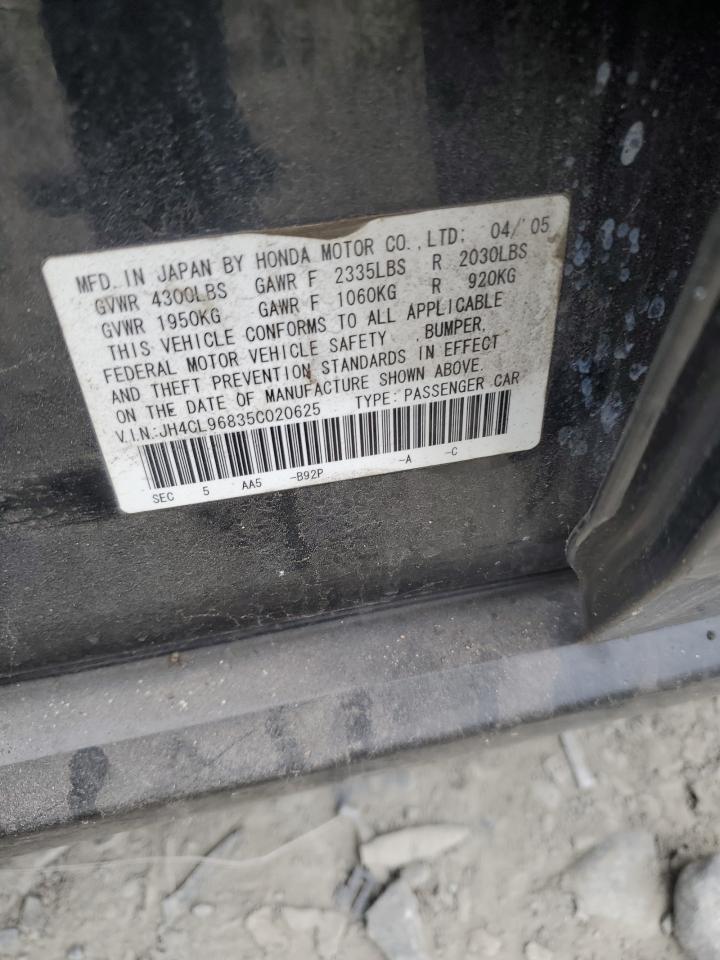 MFD. IN JAPAN BY HONDA MOTOR CO., LTD; 04/'05
GVWR 4300LBS GAWR F 2335LBS R 2030LBS
GVWR 1950KG GAWR F 1060KG R 920KG
THIS VEHICLE CONFORMS TO ALL APPLICABLE
FEDERAL MOTOR VEHICLE SAFETY , BUMPER,
AND THEFT PREVENTION STANDARDS IN EFFECT
ON THE DATE OF MANUFACTURE SHOWN ABOVE.
V.I.N:JH4CL96835C020625 TYPE: PASSENGER CAR
SEC 5 AA5 -B92P -A -C